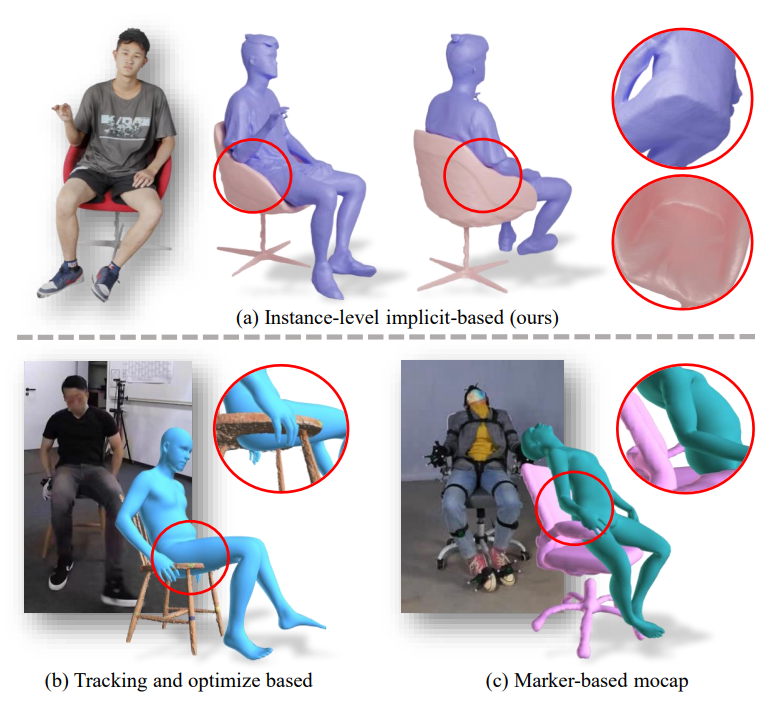 (a) Instance-level implicit-based (ours)
(b) Tracking and optimize based
(c) Marker-based mocap